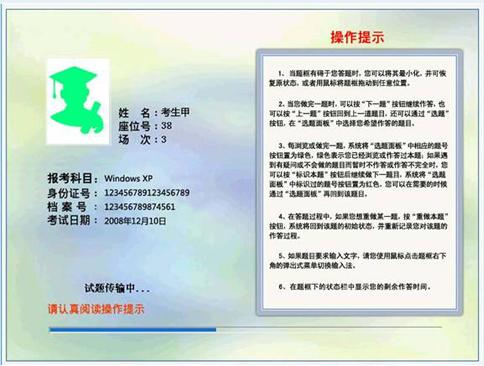 操作提示
1、当题框有碍于您答题时，您可以将其最小化，并可恢
复原状态，或者用鼠标将题框拖动到任意位置。
2、当您做完一题时，可以按“下一题”按钮继续作答，也
可以按“上一题”按钮回到上一道题目，还可以通过“选题”
按钮，在“选题面板”中选择您希望作答的题目。
3、每浏览或做完一题，系统将“选题面板”中相应的题号
按钮置为绿色，绿色表示您已经浏览或作答过本题；如果遇
到有疑问或不会做的题目而暂时不作答或作答不完全时，您
可以按“标识本题”按钮后继续做下一题目，系统将“选题
面板”中标识过的题号按钮置为红色，您可以在需要的时候
通过“选题面板”再回到该题目。
4、在答题过程中，如果您想重做某一题，按“重做本题”
按钮，系统将回到该题的初始状态，并重新记录您对该题的
作答过程。
5、如果题目要求输入文字，请您使用鼠标点击题框右下
角的弹出式菜单切换输入法。
6、在题框下的状态栏中显示您的剩余作答时间。
姓 名：考生甲
座位号：38
场 次：3
报考科目：Windows XP
身份证号：123456789123456789
档 案 号：123456789874561
考试日期：2008年12月10日
试题传输中...
请认真阅读操作提示